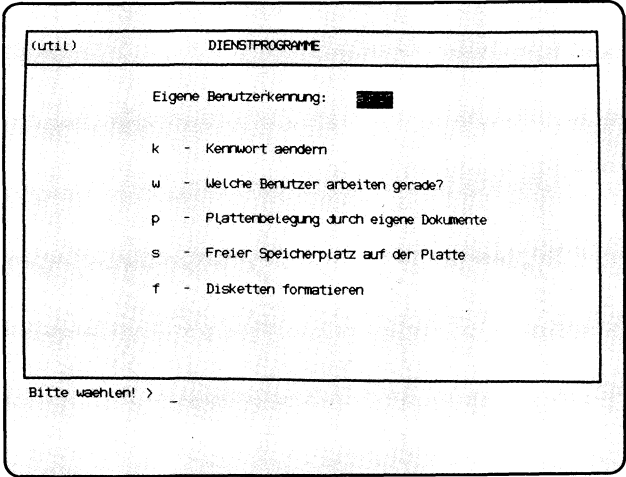 (util) DIENSTPROGRAMME
Eigene Benutzerkennung:
k - Kennwort aendern
w - Welche Benutzer arbeiten gerade?
p - Plattenbelegung durch eigene Dokumente
s - Freier Speicherplatz auf der Platte
f - Disketten formatieren
Bitte waehlen! > _